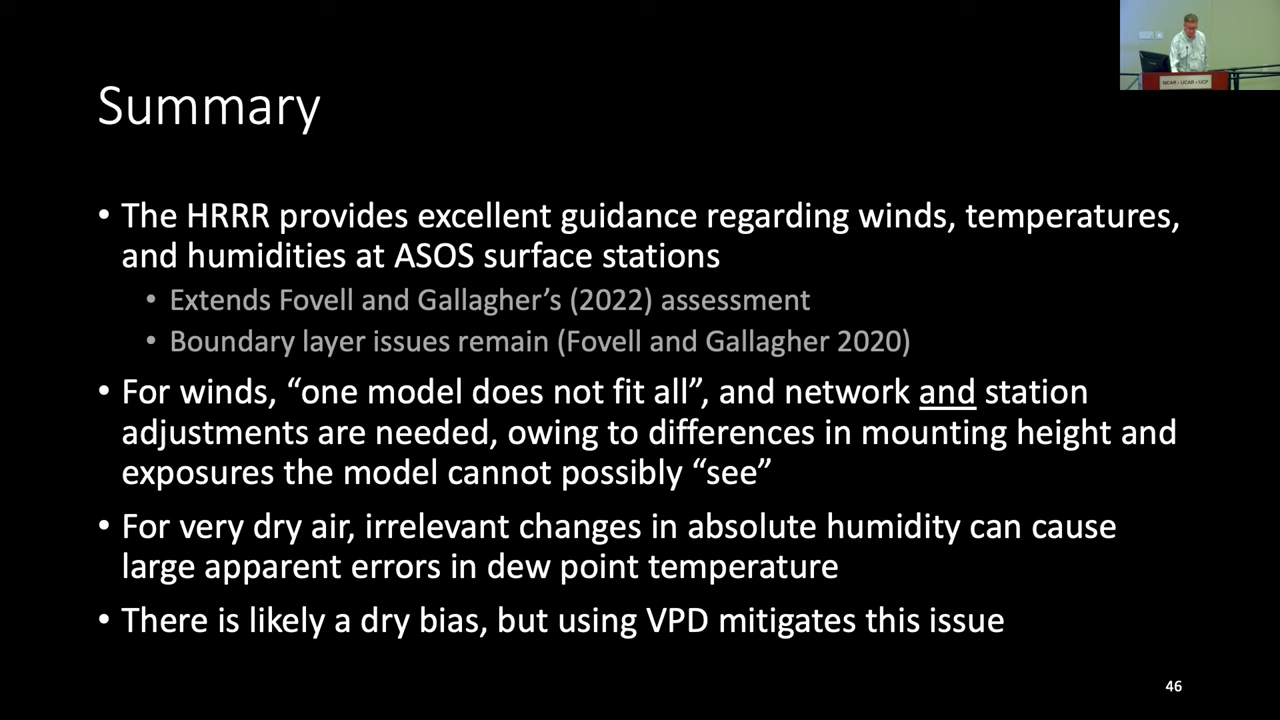 Summary
• The HRRR provides excellent guidance regarding winds, temperatures,
and humidities at ASOS surface stations
• Extends Fovell and Gallagher’s (2022) assessment
• Boundary layer issues remain (Fovell and Gallagher 2020)
• For winds, “one model does not fit all”, and network and station
adjustments are needed, owing to differences in mounting height and
exposures the model cannot possibly “see”
• For very dry air, irrelevant changes in absolute humidity can cause
large apparent errors in dew point temperature
• There is likely a dry bias, but using VPD mitigates this issue
46
NCAR • UCAR • UCP